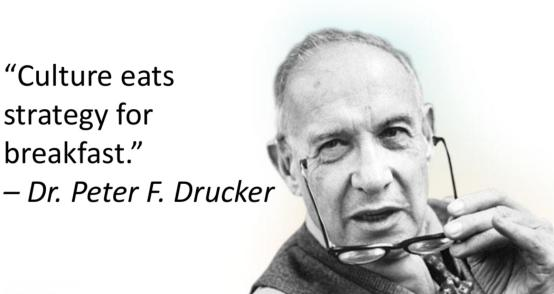 “Culture eats
strategy for
breakfast.”
– Dr. Peter F. Drucker